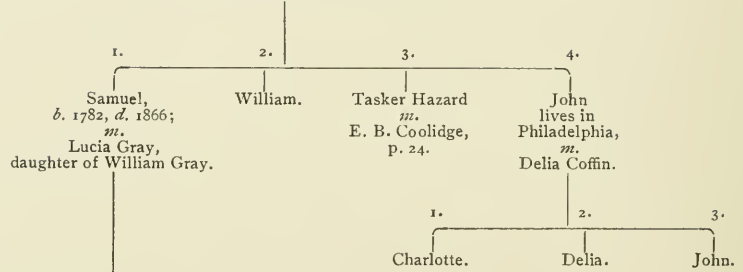 1.
2.
3.
4.
Samuel,
b. 1782, d. 1866;
m.
Lucia Gray,
daughter of William Gray.
William.
Tasker Hazard
m.
E. B. Coolidge,
p. 24.
John
lives in
Philadelphia,
m.
Delia Coffin.
1.
2.
3.
Charlotte.
Delia.
John.